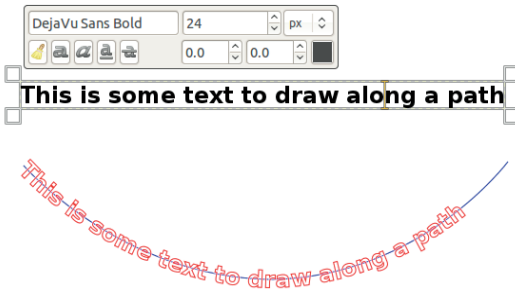 DejaVu Sans Bold 24 px
a a a a 0.0 0.0
This is some text to draw along a path
This is some text to draw along a path